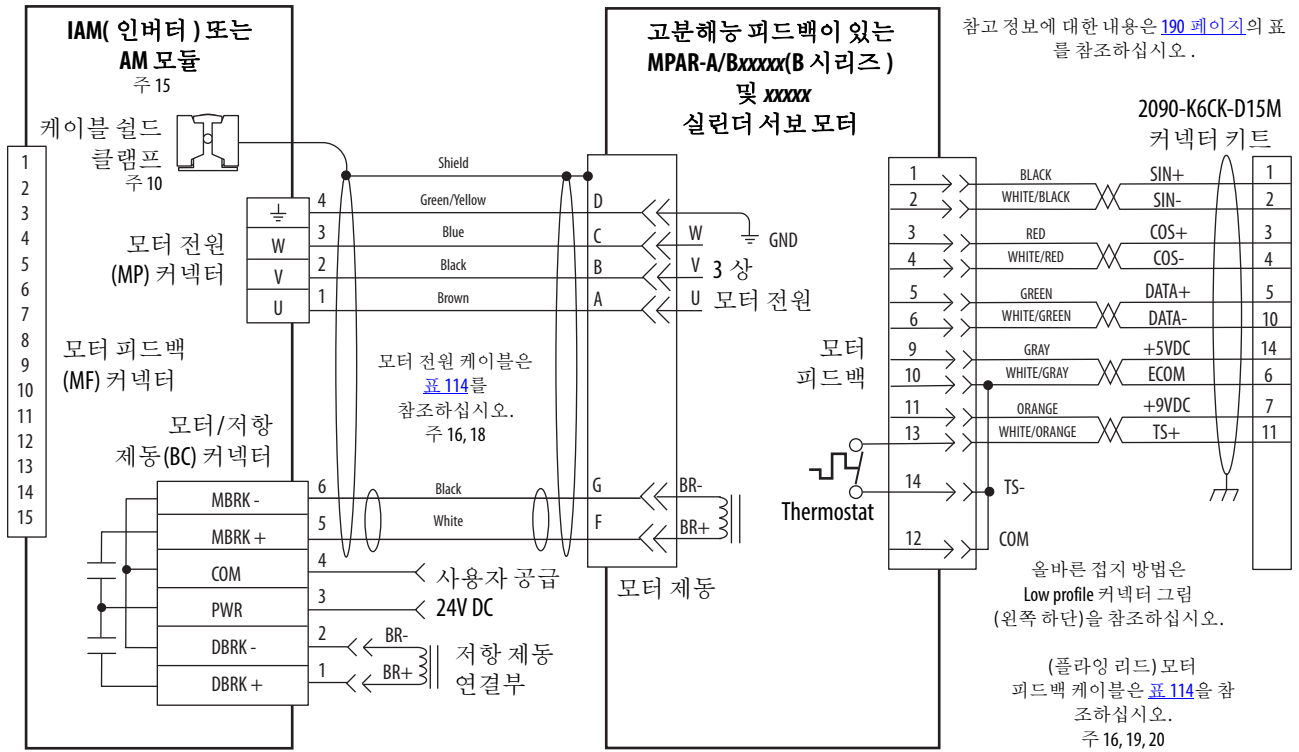 IAM( 인버터 ) 또는
AM 모듈
주 15
케이블 쉴드
클램프
주 10
1
2
3
4
5
6
7
8
9
10
11
12
13
14
15
모터 전원
(MP) 커넥터
모터 피드백
(MF) 커넥터
모터/저항
제동(BC) 커넥터
W
V
U
4
3
2
1
Shield
Green/Yellow
Blue
Black
Brown
D
C
B
A
W
V
U
GND
3 상
모터 전원
모터 전원 케이블은
표 114를
참조하십시오.
주 16, 18
MBRK -
MBRK +
COM
PWR
DBRK -
DBRK +
6
5
4
3
2
1
Black
White
G
F
BR-
BR+
모터 제동
사용자 공급
24V DC
BR-
BR+
저항 제동
연결부
고분해능 피드백이 있는
MPAR-A/Bxxxxx(B 시리즈 )
및 xxxxx
실린더 서보 모터
모터
피드백
Thermostat
1
2
3
4
5
6
9
10
11
13
14
12
BLACK
WHITE/BLACK
RED
WHITE/RED
GREEN
WHITE/GREEN
GRAY
WHITE/GRAY
ORANGE
WHITE/ORANGE
TS-
COM
SIN+
SIN-
COS+
COS-
DATA+
DATA-
+5VDC
ECOM
+9VDC
TS+
1
2
3
4
5
10
14
6
7
11
참고 정보에 대한 내용은 190 페이지의 표
를 참조하십시오 .
2090-K6CK-D15M
커넥터 키트
올바른 접지 방법은
Low profile 커넥터 그림
(왼쪽 하단)을 참조하십시오.
(플라잉 리드) 모터
피드백 케이블은 표 114을 참
조하십시오.
주 16, 19, 20